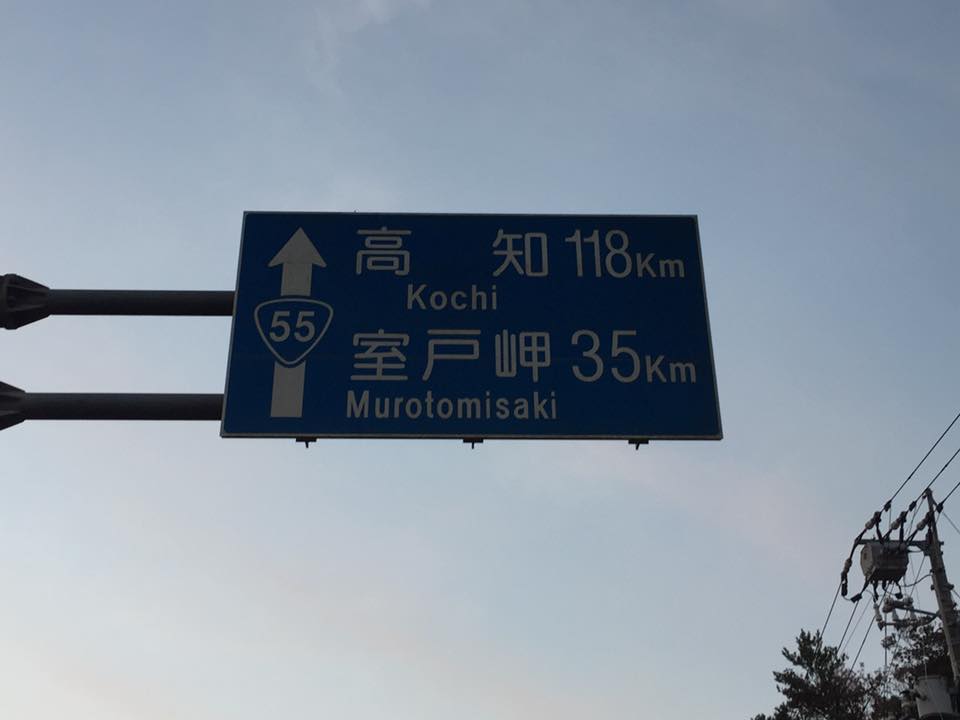 高知 118Km
Kochi
55
室戸岬 35Km
Murotomisaki